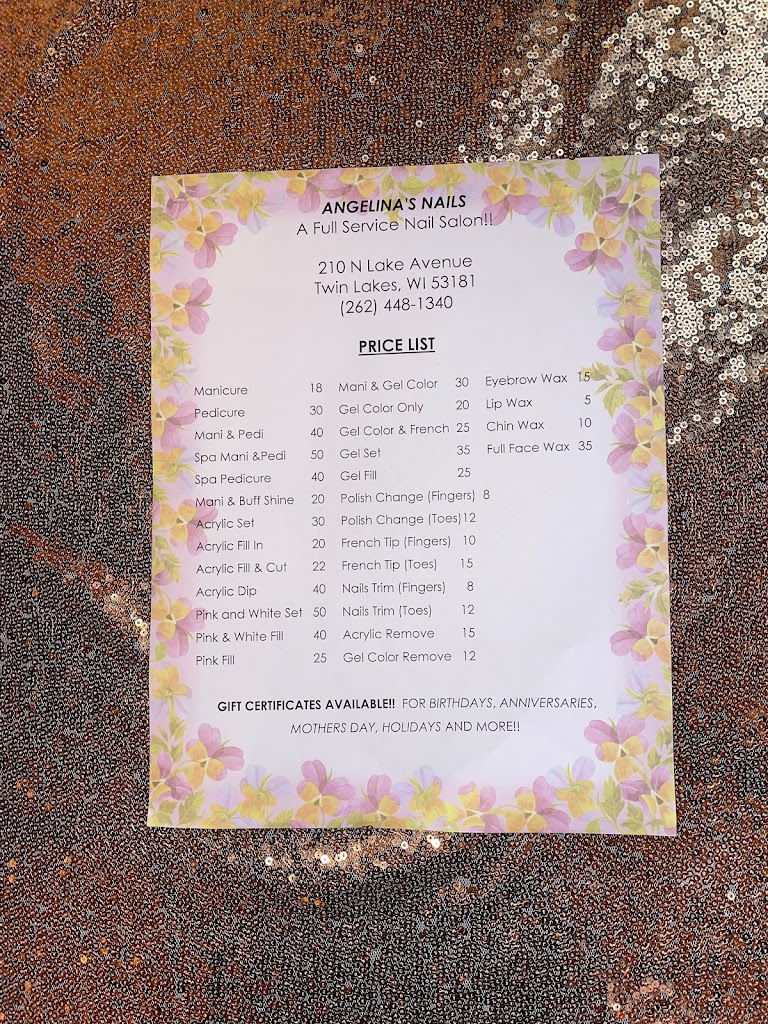 ANGELINA'S NAILS
A Full Service Nail Salon!!
210 N Lake Avenue
Twin Lakes, WI 53181
(262) 448-1340
PRICE LIST
Manicure 18 Mani & Gel Color 30 Eyebrow Wax 15
Pedicure 30 Gel Color Only 20 Lip Wax 5
Mani & Pedi 40 Gel Color & French 25 Chin Wax 10
Spa Mani &Pedi 50 Gel Set 35 Full Face Wax 35
Spa Pedicure 40 Gel Fill 25
Mani & Buff Shine 20 Polish Change (Fingers) 8
Acrylic Set 30 Polish Change (Toes)12
Acrylic Fill In 20 French Tip (Fingers) 10
Acrylic Fill & Cut 22 French Tip (Toes) 15
Acrylic Dip 40 Nails Trim (Fingers) 8
Pink and White Set 50 Nails Trim (Toes) 12
Pink & White Fill 40 Acrylic Remove 15
Pink Fill 25 Gel Color Remove 12
GIFT CERTIFICATES AVAILABLE!! FOR BIRTHDAYS, ANNIVERSARIES,
MOTHERS DAY, HOLIDAYS AND MORE!!